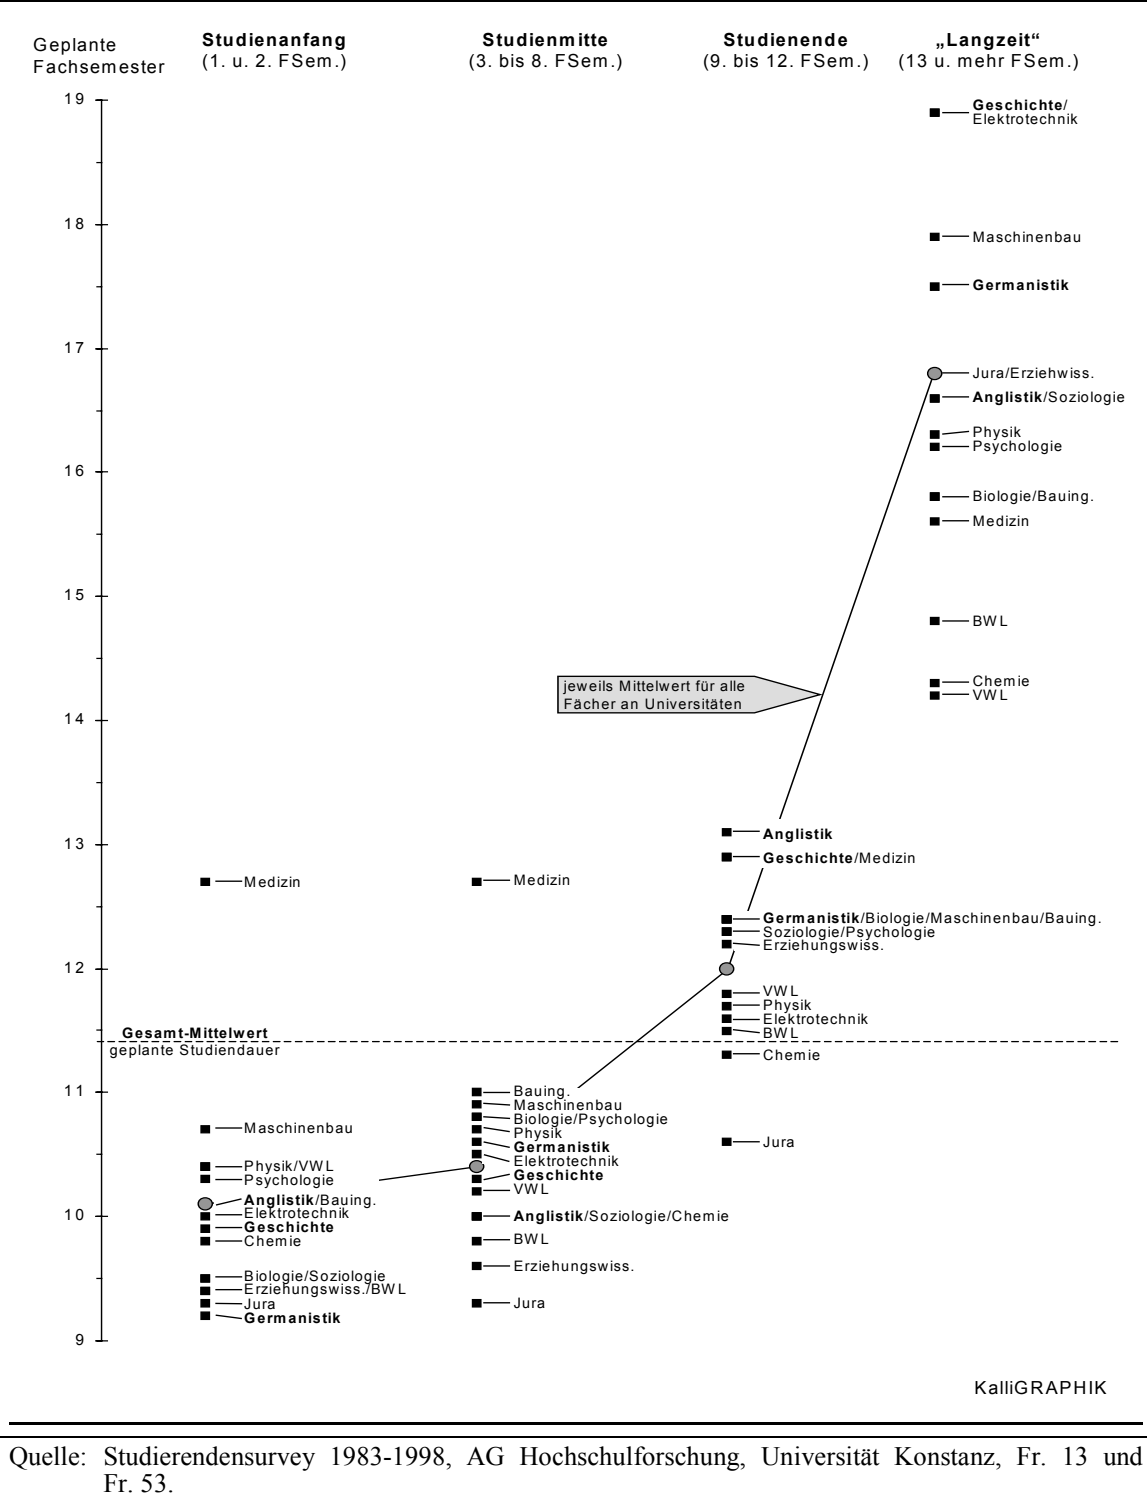 Geplante
Fachsemester
Studienanfang
(1. u. 2. FSem.)
Studienmitte
(3. bis 8. FSem.)
Studienende
(9. bis 12. FSem.)
„Langzeit“
(13 u. mehr FSem.)
19
18
17
16
15
14
13
12
11
10
9
Gesamt-Mittelwert
geplante Studiendauer
Medizin
Maschinenbau
Physik/VWL
Psychologie
Anglistik/Bauing.
Elektrotechnik
Geschichte
Chemie
Biologie/Soziologie
Erziehungswiss./BWL
Jura
Germanistik
Medizin
Bauing.
Maschinenbau
Biologie/Psychologie
Physik
Germanistik
Elektrotechnik
Geschichte
VWL
Anglistik/Soziologie/Chemie
BWL
Erziehungswiss.
Jura
jeweils Mittelwert für alle
Fächer an Universitäten
Anglistik
Geschichte/Medizin
Germanistik/Biologie/Maschinenbau/Bauing.
Soziologie/Psychologie
Erziehungswiss.
VWL
Physik
Elektrotechnik
BWL
Chemie
Jura
Geschichte/
Elektrotechnik
Maschinenbau
Germanistik
Jura/Erziehwiss.
Anglistik/Soziologie
Physik
Psychologie
Biologie/Bauing.
Medizin
BWL
Chemie
VWL
KalliGRAPHIK
Quelle: Studierendensurvey 1983-1998, AG Hochschulforschung, Universität Konstanz, Fr. 13 und
Fr. 53.